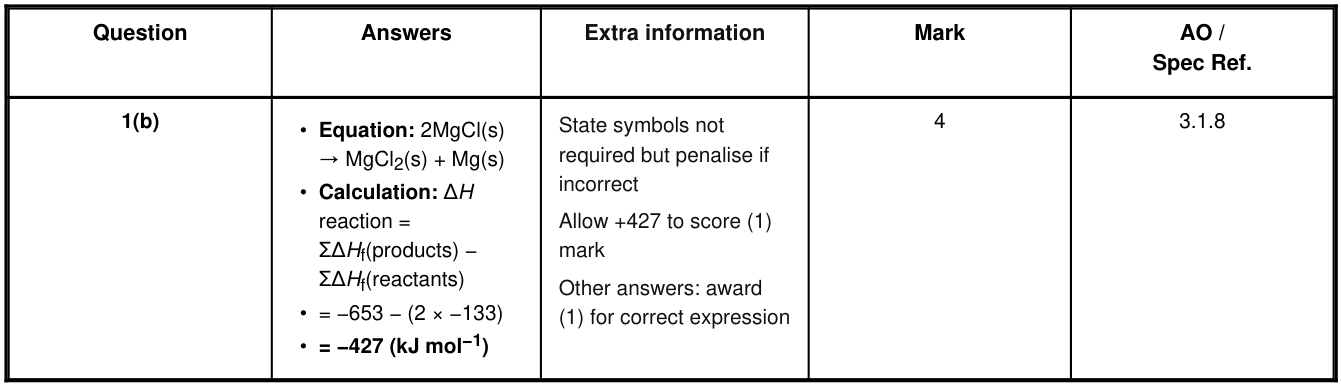 Question Answers Extra information Mark AO /
Spec Ref.
1(b)
• Equation: 2MgCl(s)
→ MgCl₂(s) + Mg(s)
• Calculation: ΔH
reaction =
ΣΔH_f(products) −
ΣΔH_f(reactants)
• = −653 − (2 × −133)
• = −427 (kJ mol⁻¹)
State symbols not
required but penalise if
incorrect
Allow +427 to score (1)
mark
Other answers: award
(1) for correct expression
4
3.1.8